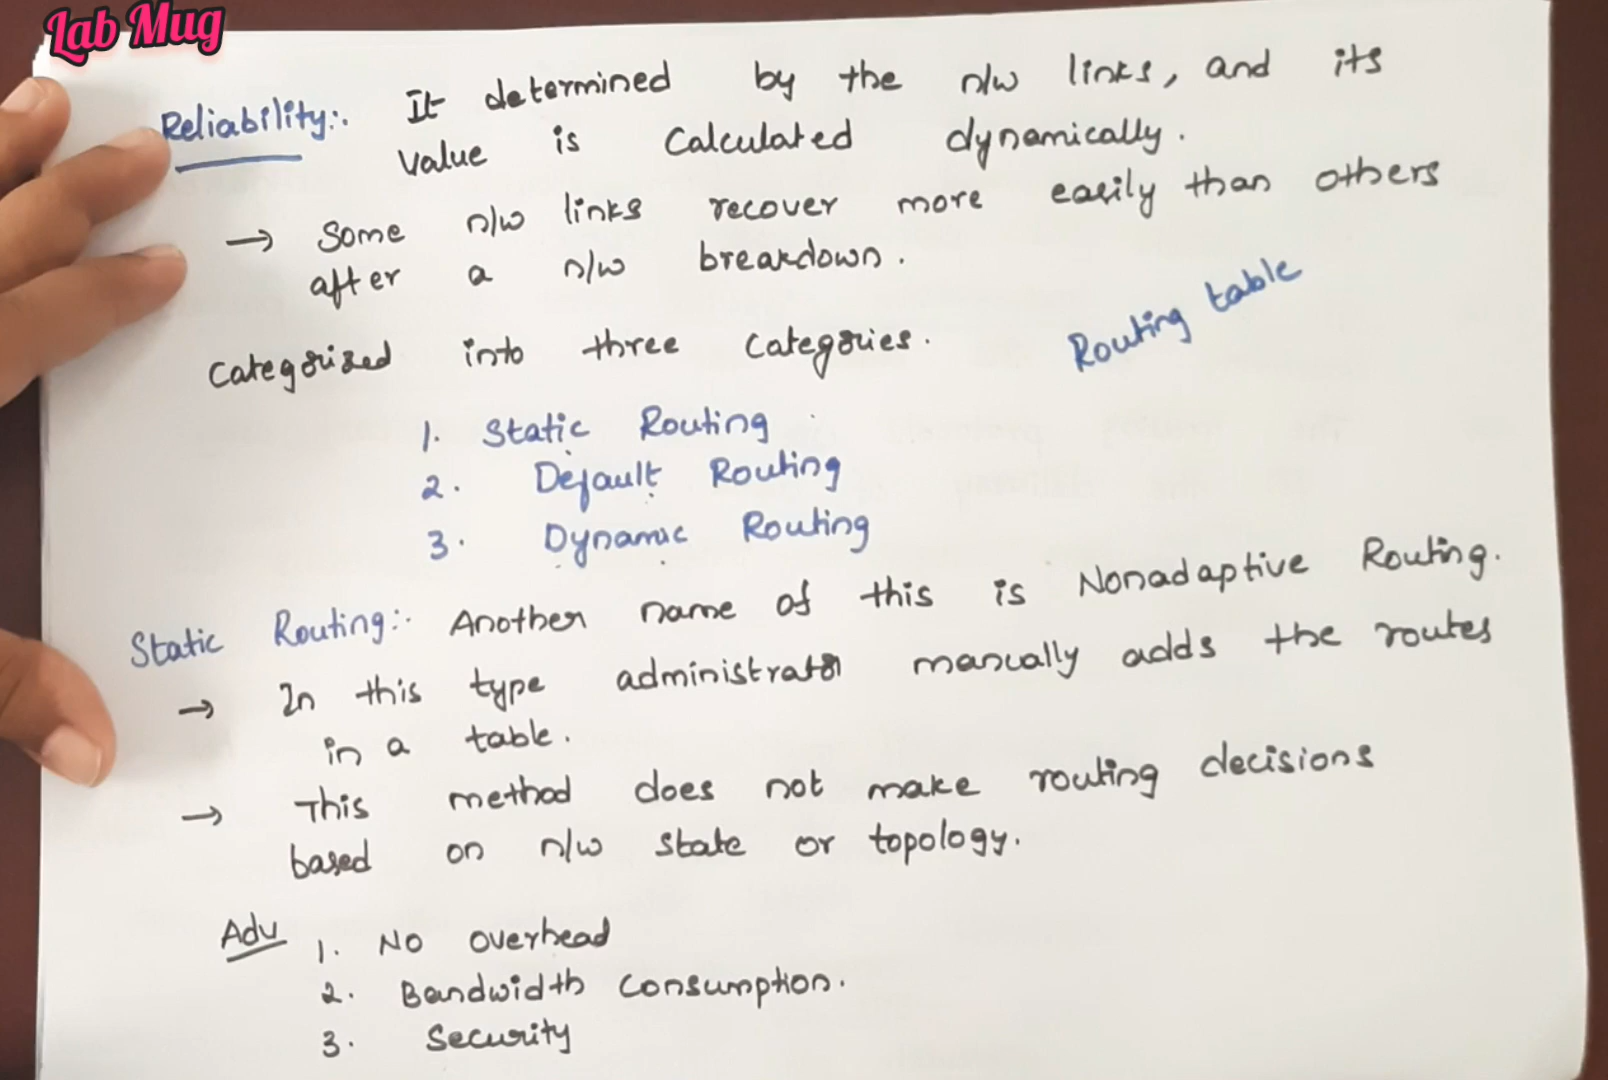 Lab Mug
Reliability:. It determined by the n/w links, and its
value is calculated dynamically.
→ Some n/w links recover more easily than others
after a n/w breakdown.
Routing table
Categorized into three categories.
1. Static Routing
2. Default Routing
3. Dynamic Routing
Static Routing:. Another name of this is Nonadaptive Routing.
→ In this type administrator manually adds the routes
in a table.
→ This method does not make routing decisions
based on n/w state or topology.
Adv 1. No overhead
2. Bandwidth Consumption.
3. Security